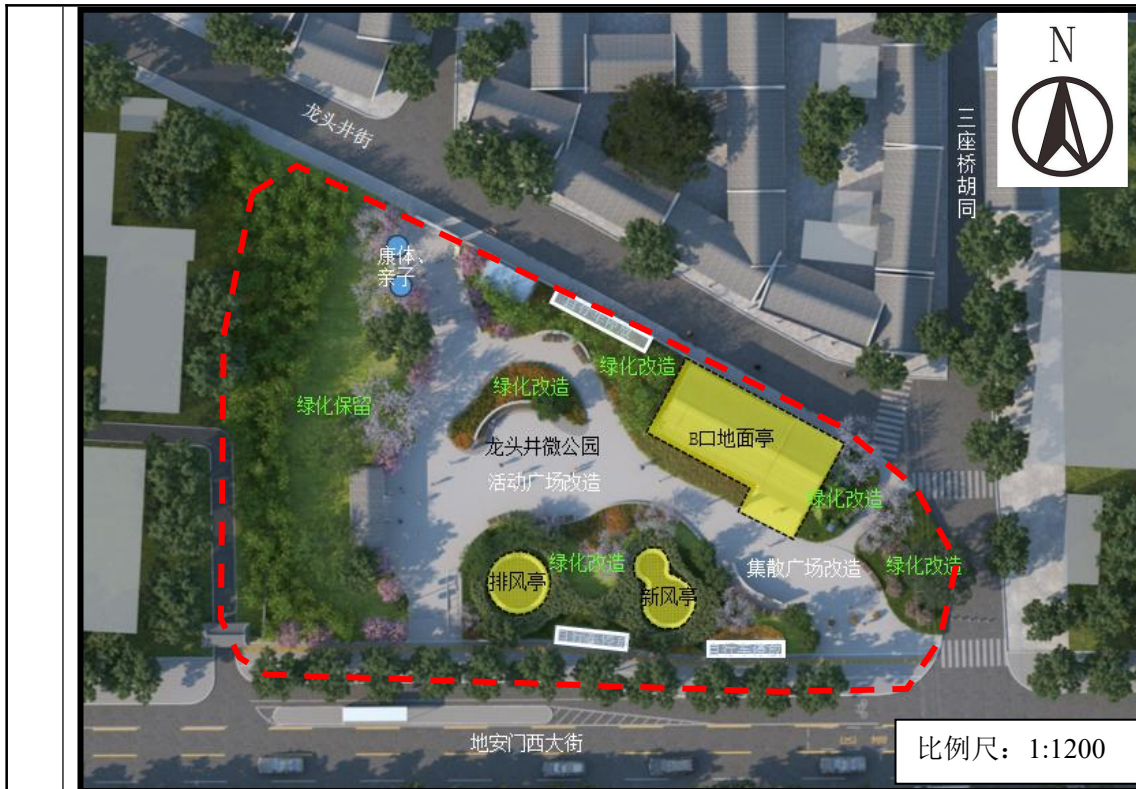 N
龙头井街
三座桥胡同
康体、
亲子
绿化改造
绿化改造
绿化保留
B口地面亭
龙头井微公园
活动广场改造
绿化改造
绿化改造
排风亭
新风亭
集散广场改造
绿化改造
地安门西大街
比例尺：1:1200